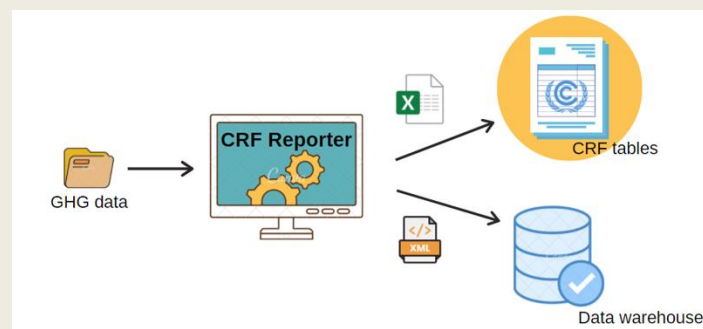 CRF Reporter
GHG data
X
CRF tables
</>
XML
Data warehouse